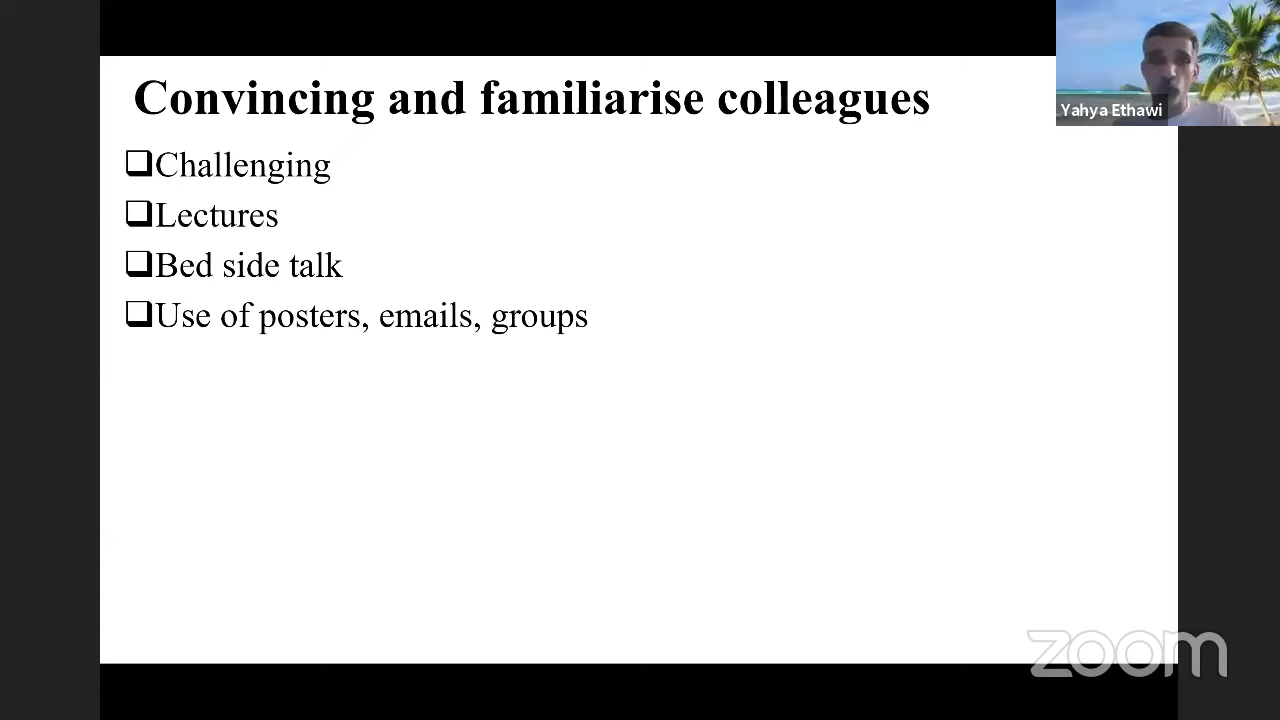 Convincing and familiarise colleagues
Yahya Ethawi
❑Challenging
❑Lectures
❑Bed side talk
❑Use of posters, emails, groups
zoom